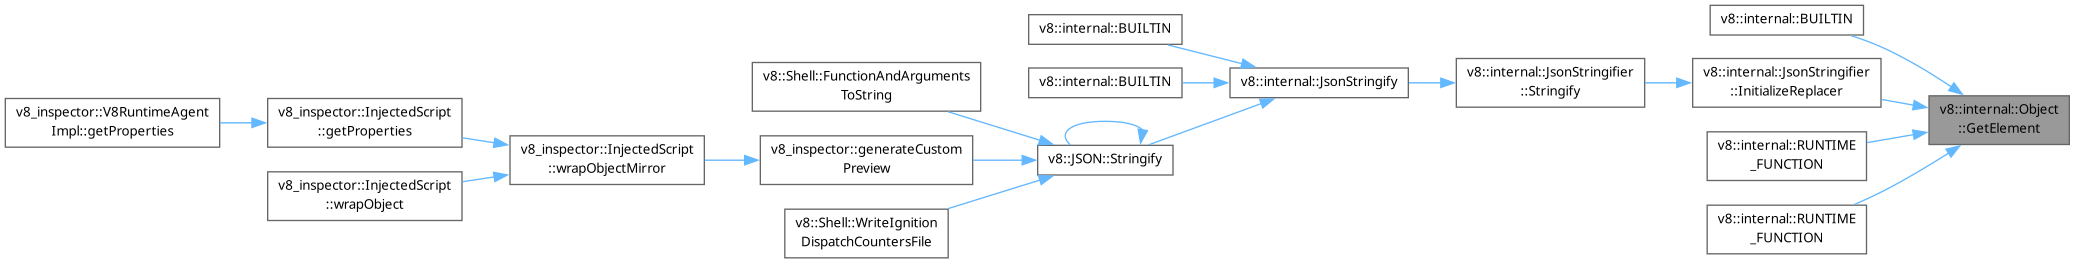 v8_inspector::V8RuntimeAgent
Impl::getProperties
v8_inspector::InjectedScript
::getProperties
v8_inspector::InjectedScript
::wrapObject
v8_inspector::InjectedScript
::wrapObjectMirror
v8::Shell::FunctionAndArguments
ToString
v8_inspector::generateCustom
Preview
v8::Shell::WriteIgnition
DispatchCountersFile
v8::internal::BUILTIN
v8::internal::BUILTIN
v8::JSON::Stringify
v8::internal::JsonStringify
v8::internal::JsonStringifier
::Stringify
v8::internal::BUILTIN
v8::internal::JsonStringifier
::InitializeReplacer
v8::internal::RUNTIME
_FUNCTION
v8::internal::RUNTIME
_FUNCTION
v8::internal::Object
::GetElement